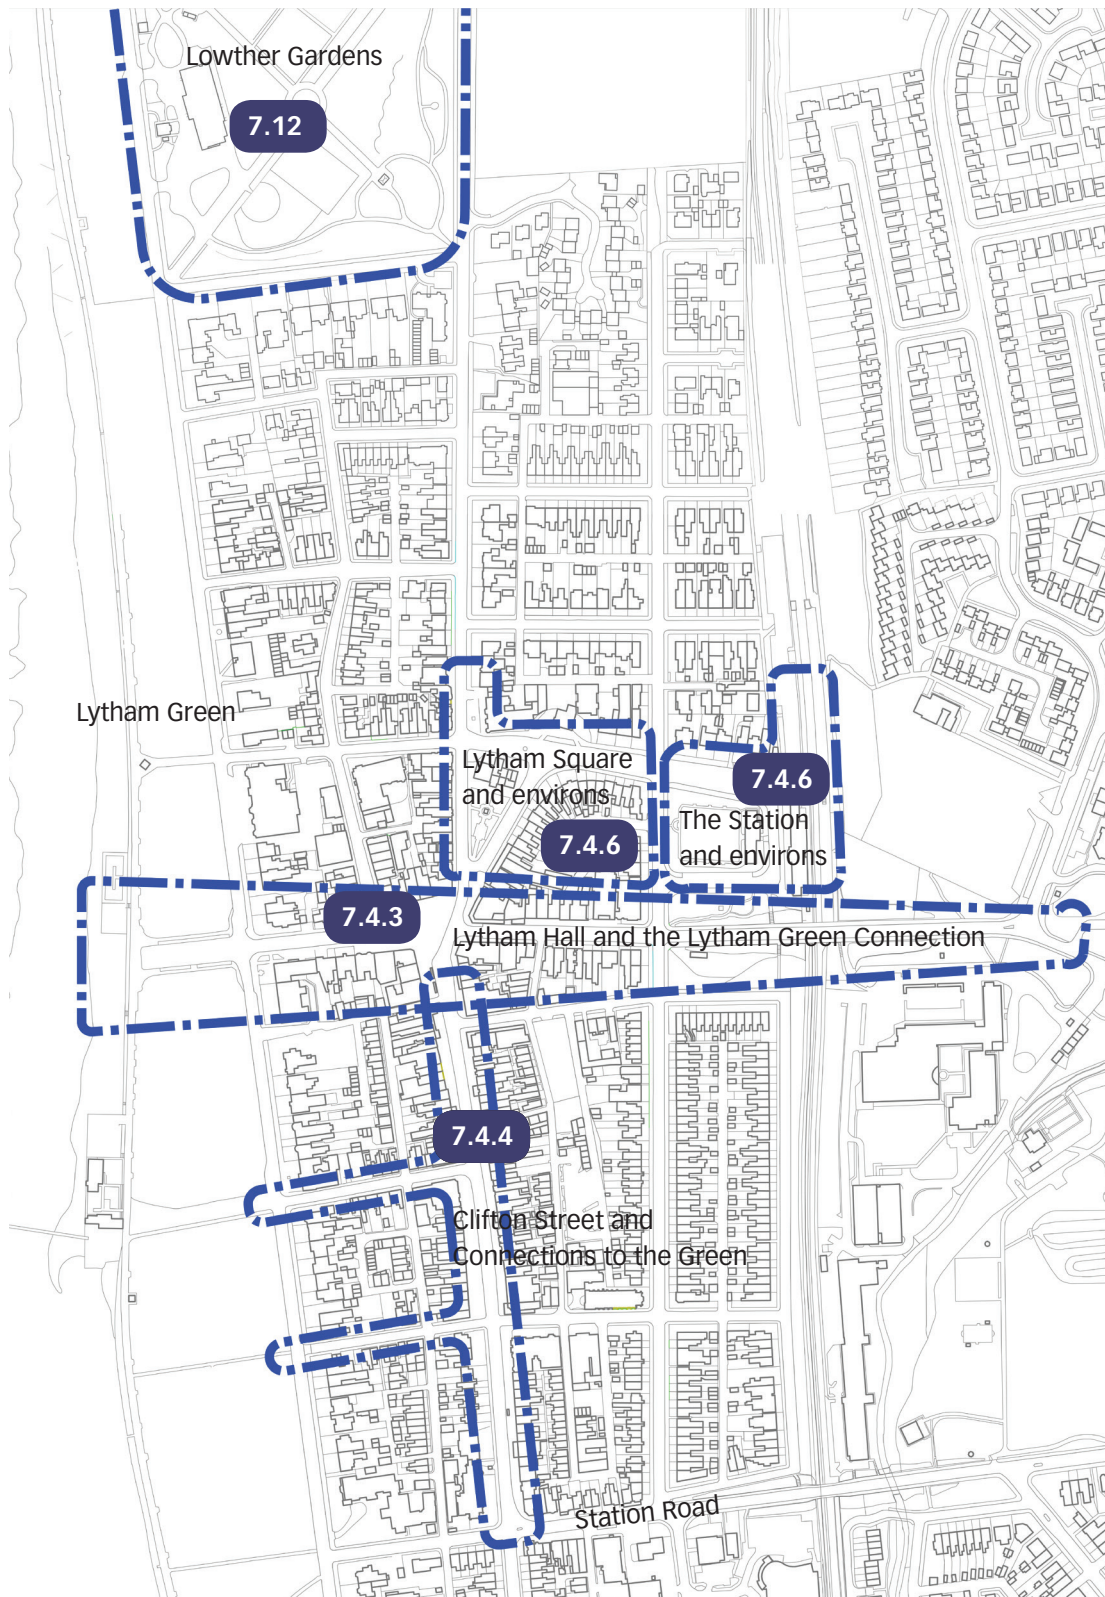 Lowther Gardens
7.12
Lytham Green
Lytham Square
and environs
7.4.6
7.4.6
The Station
and environs
7.4.3
Lytham Hall and the Lytham Green Connection
7.4.4
Clifton Street and
Connections to the Green
Station Road